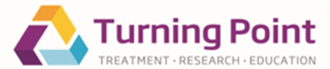 Turning Point
TREATMENT • RESEARCH • EDUCATION